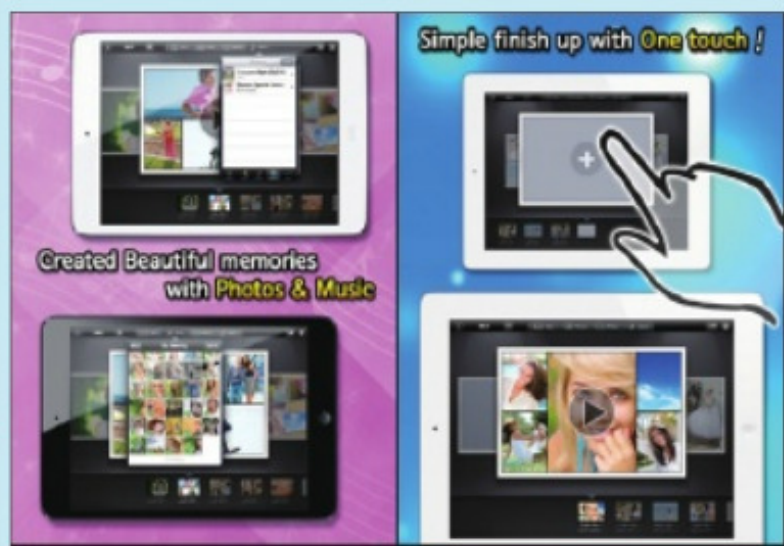 Created Beautiful memories
with Photos & Music
Simple finish up with One touch !